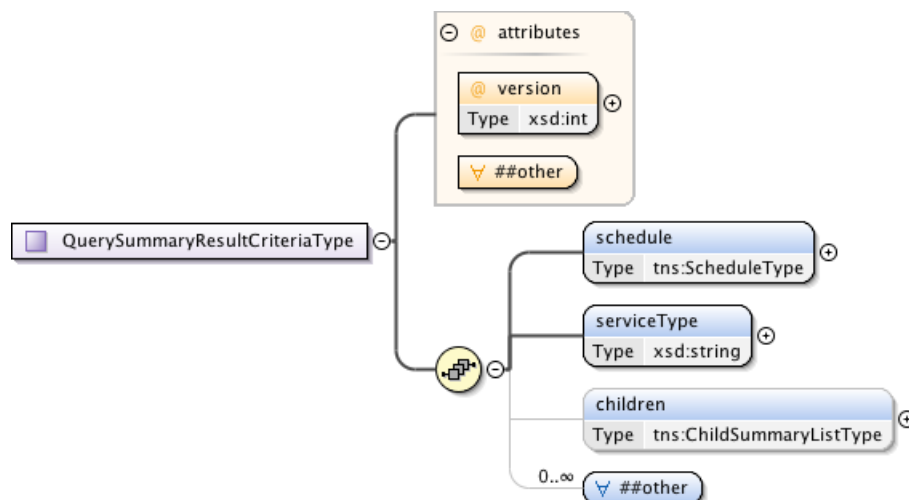 @ attributes
@ version
Type xsd:int
∀ ##other
QuerySummaryResultCriteriaType
schedule
Type tns:ScheduleType
serviceType
Type xsd:string
children
Type tns:ChildSummaryListType
0..∞
∀ ##other